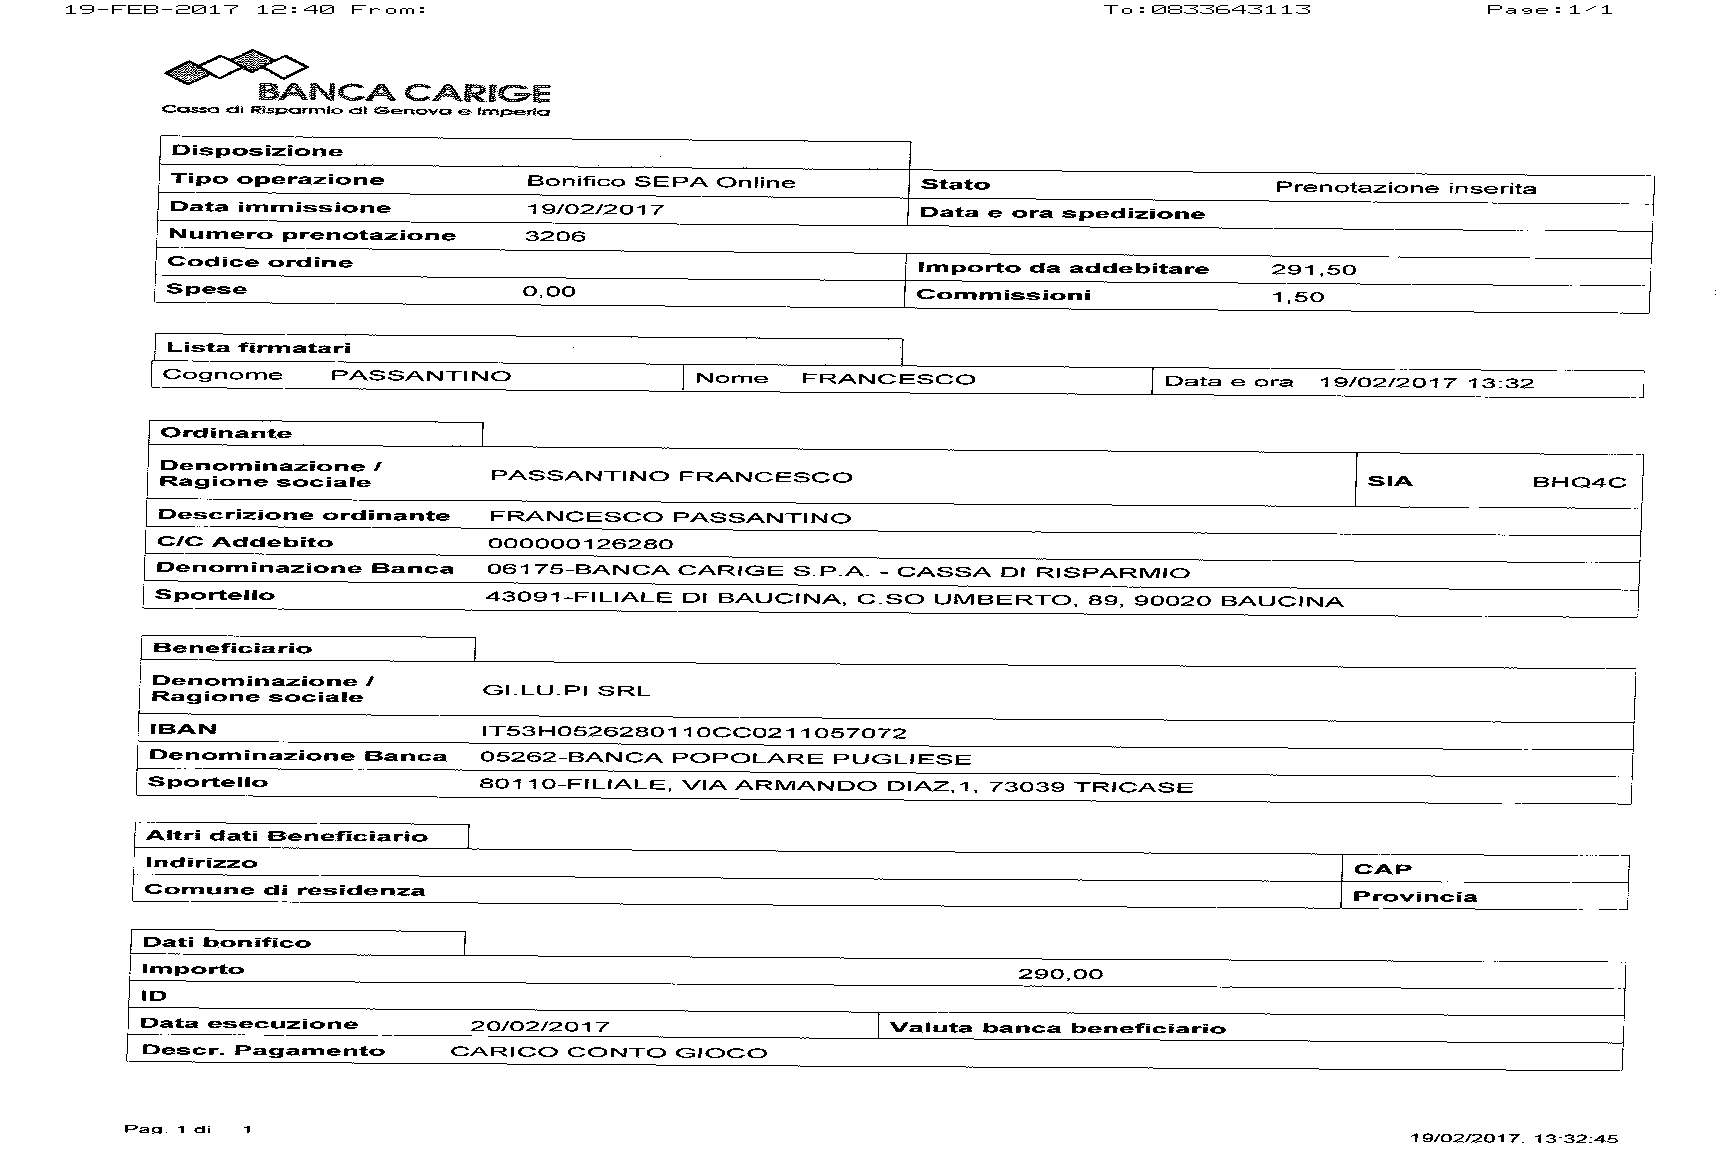 19-FEB-2017 12:40 From: To:0833643113 Page:1/1
BANCA CARIGE
Cassa di Risparmio di Genova e Imperia
Disposizione
Tipo operazione Bonifico SEPA Online Stato Prenotazione inserita
Data immissione 19/02/2017 Data e ora spedizione
Numero prenotazione 3206
Codice ordine Importo da addebitare 291,50
Spese 0,00 Commissioni 1,50
Lista firmatari
Cognome PASSANTINO Nome FRANCESCO Data e ora 19/02/2017 13:32
Ordinante
Denominazione /
Ragione sociale PASSANTINO FRANCESCO SIA BHQ4C
Descrizione ordinante FRANCESCO PASSANTINO
C/C Addebito 000000126280
Denominazione Banca 06175-BANCA CARIGE S.P.A. - CASSA DI RISPARMIO
Sportello 43091-FILIALE DI BAUCINA, C.SO UMBERTO, 89, 90020 BAUCINA
Beneficiario
Denominazione /
Ragione sociale GI.LU.PI SRL
IBAN IT53H0526280110CC0211057072
Denominazione Banca 05262-BANCA POPOLARE PUGLIESE
Sportello 80110-FILIALE, VIA ARMANDO DIAZ,1, 73039 TRICASE
Altri dati Beneficiario
Indirizzo CAP
Comune di residenza Provincia
Dati bonifico
Importo 290,00
ID
Data esecuzione 20/02/2017 Valuta banca beneficiario
Descr. Pagamento CARICO CONTO GIOCO
Pag. 1 di 1
19/02/2017. 13:32:45